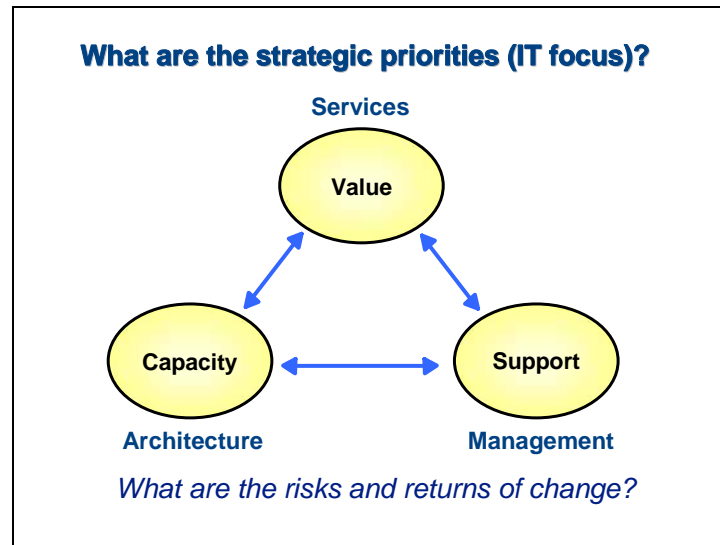 What are the strategic priorities (IT focus)?
Services
Value
Capacity
Support
Architecture
Management
What are the risks and returns of change?